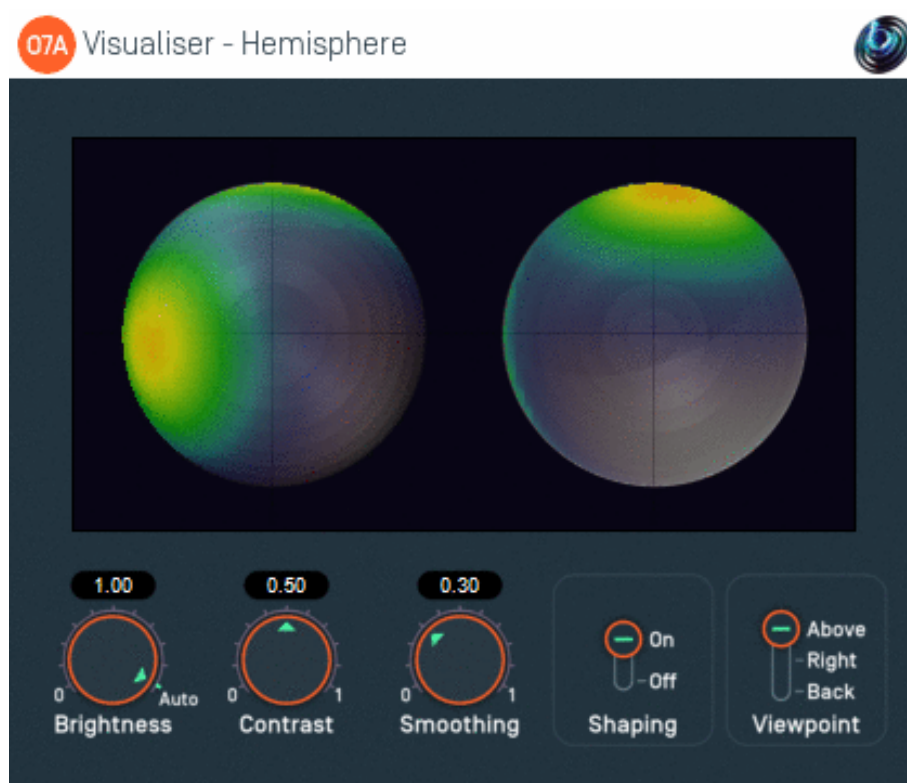 O7A Visualiser - Hemisphere
1.00 0.50 0.30
On Above
Off Right
Back
0 Auto 0 1 0 1
Brightness Contrast Smoothing Shaping Viewpoint